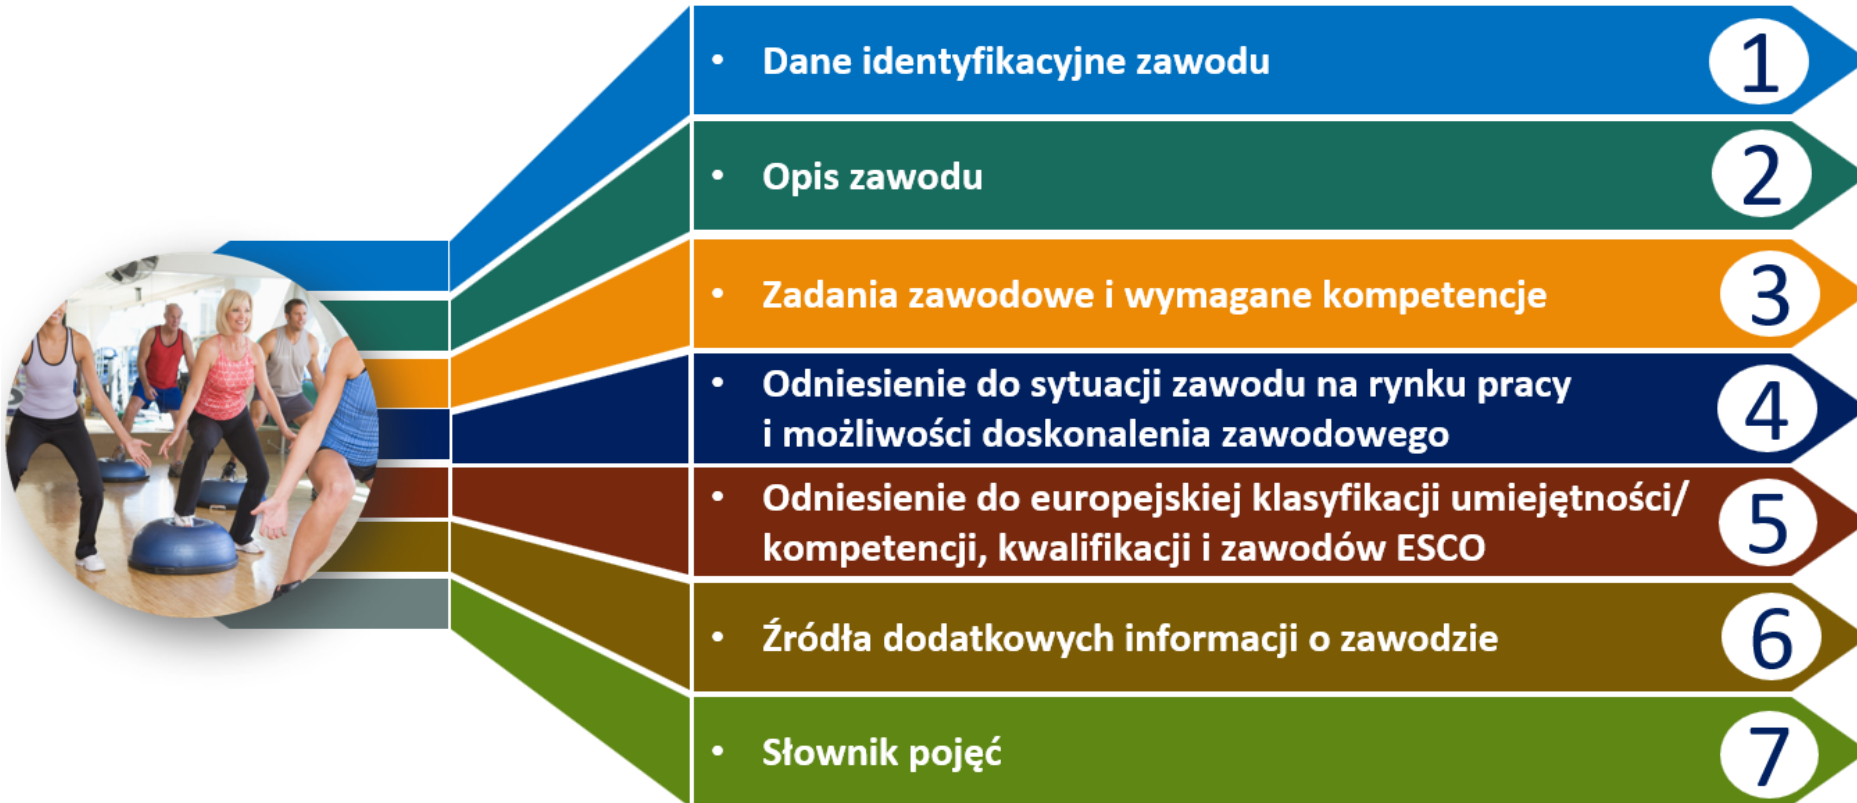 • Dane identyfikacyjne zawodu 1
• Opis zawodu 2
• Zadania zawodowe i wymagane kompetencje 3
• Odniesienie do sytuacji zawodu na rynku pracy
i możliwości doskonalenia zawodowego 4
• Odniesienie do europejskiej klasyfikacji umiejętności/
kompetencji, kwalifikacji i zawodów ESCO 5
• Źródła dodatkowych informacji o zawodzie 6
• Słownik pojęć 7